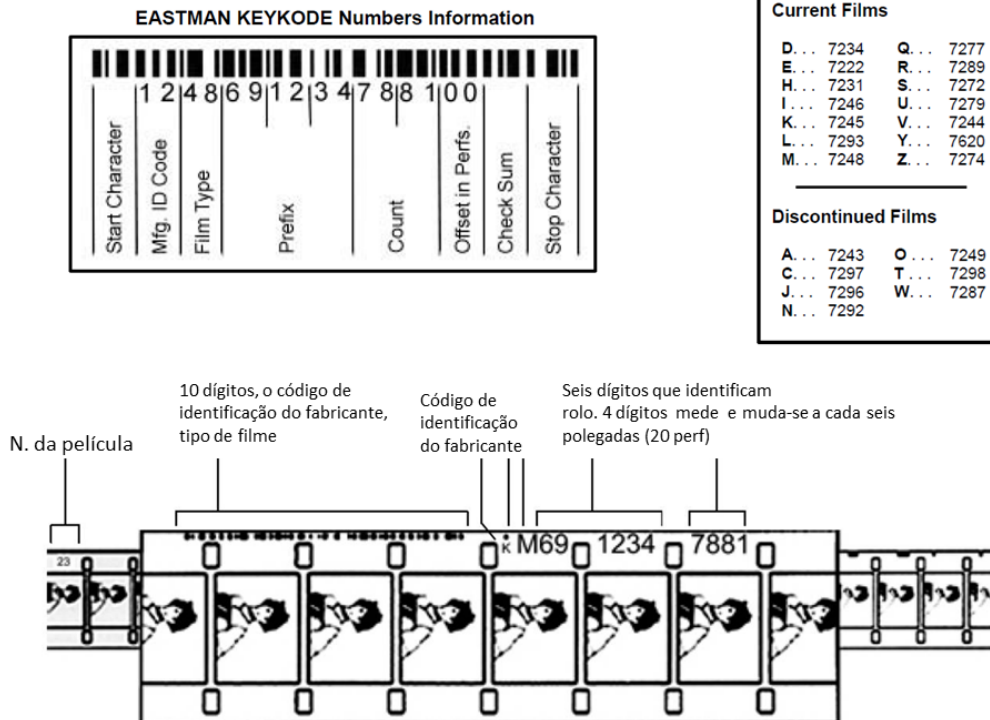 EASTMAN KEYKODE Numbers Information
1 2 4 8 6 9 1 2 3 4 7 8 8 1 0 0
Start Character
Mfg. ID Code
Film Type
Prefix
Count
Offset in Perfs.
Check Sum
Stop Character
Current Films
D... 7234 Q... 7277
E... 7222 R... 7289
H... 7231 S... 7272
I... 7246 U... 7279
K... 7245 V... 7244
L... 7293 Y... 7620
M... 7248 Z... 7274
Discontinued Films
A... 7243 O... 7249
C... 7297 T... 7298
J... 7296 W... 7287
N... 7292
N. da película
10 dígitos, o código de
identificação do fabricante,
tipo de filme
Código de
identificação
do fabricante
Seis dígitos que identificam
rolo. 4 dígitos mede e muda-se a cada seis
polegadas (20 perf)
23
K M69 1234 7881